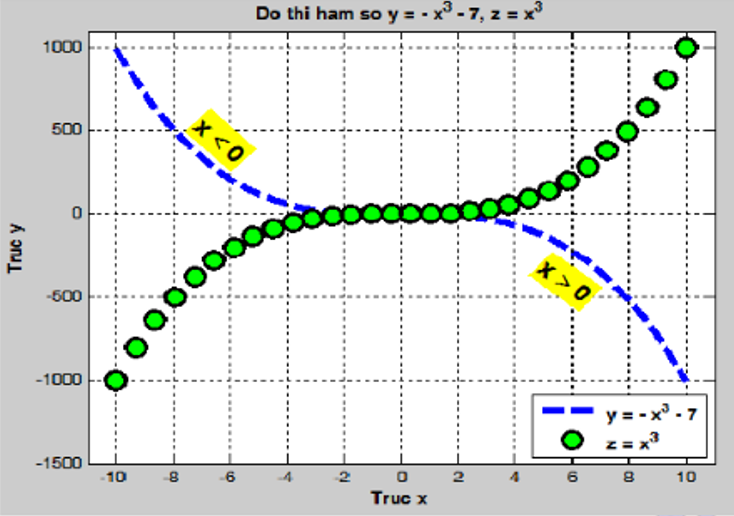 Do thi ham so y = - x³ - 7, z = x³
1000
500
0
-500
-1000
-1500
-10 -8 -6 -4 -2 0 2 4 6 8 10
Truc y
Truc x
x < 0
x > 0
y = - x³ - 7
z = x³